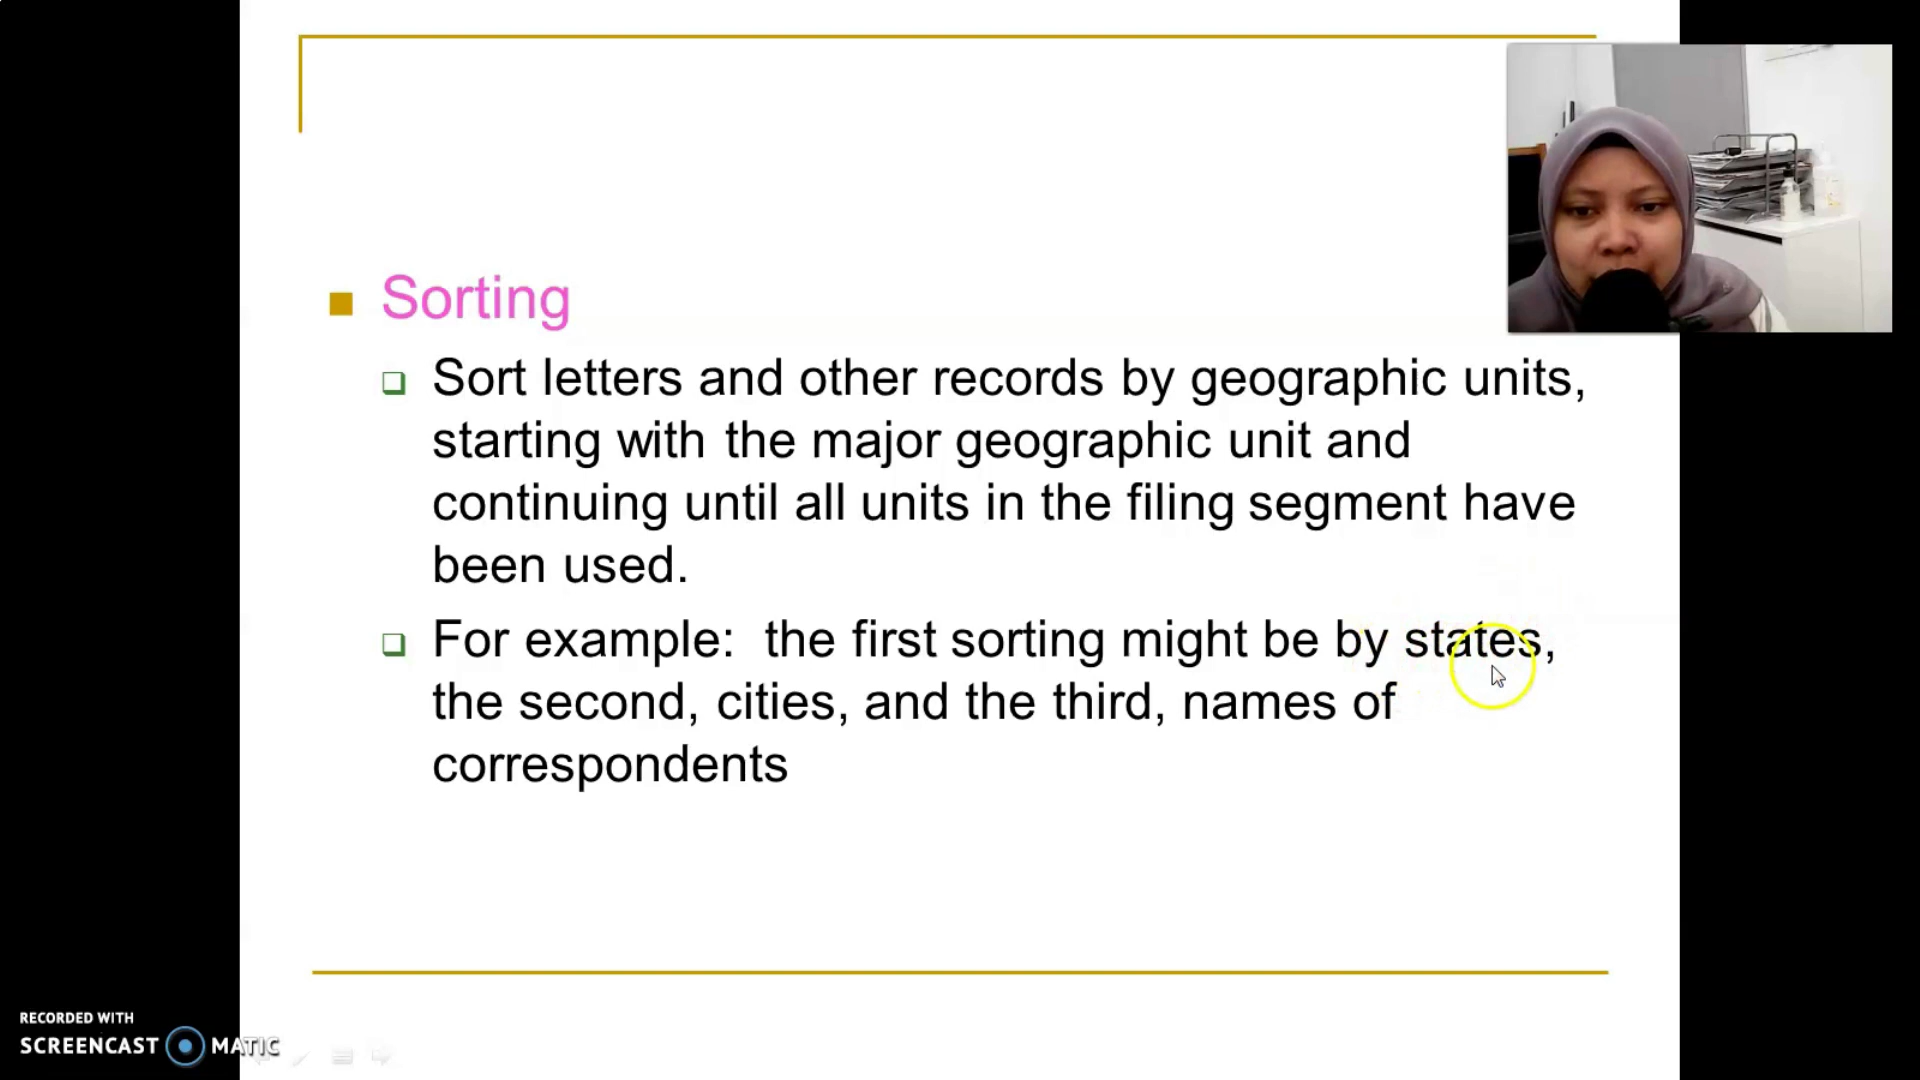 Sorting
Sort letters and other records by geographic units,
starting with the major geographic unit and
continuing until all units in the filing segment have
been used.
For example:  the first sorting might be by states,
the second, cities, and the third, names of
correspondents
RECORDED WITH
SCREENCAST MATIC